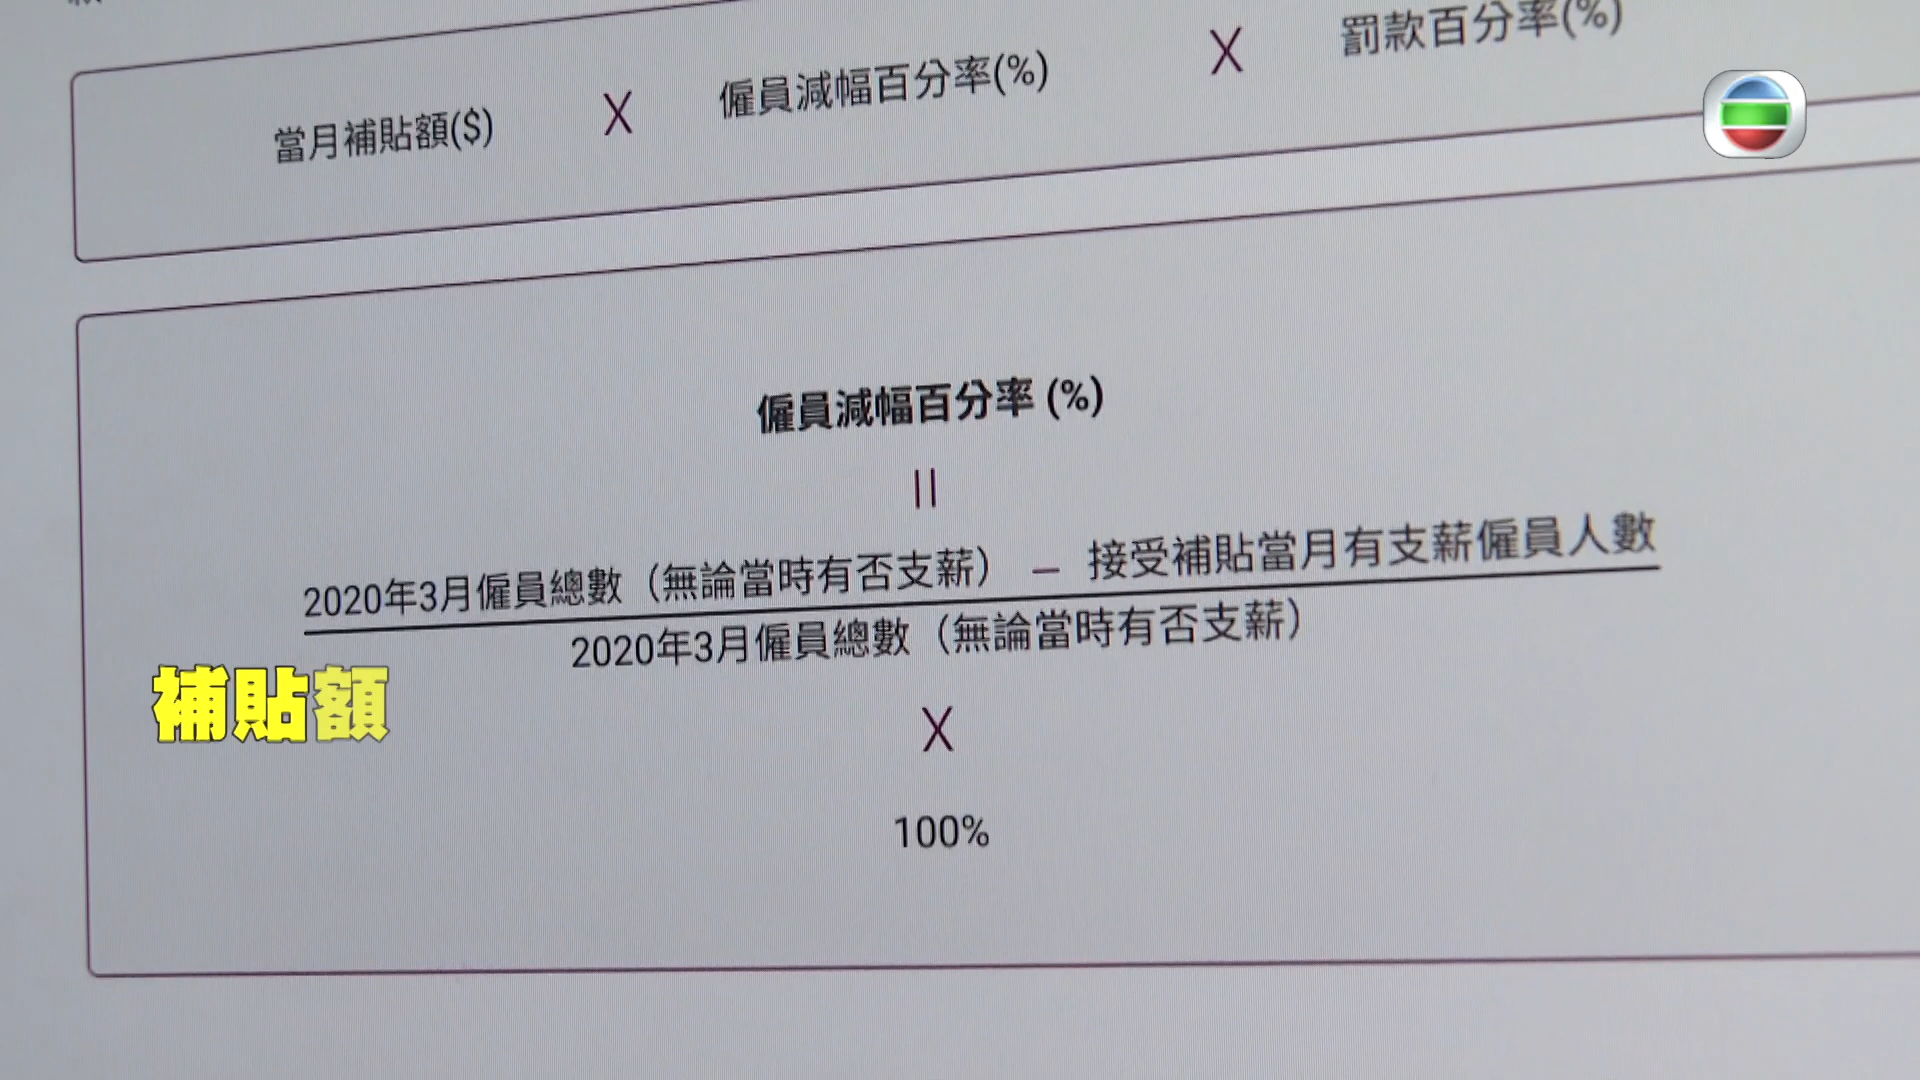 當月補貼額($) X 僱員減幅百分率(%) X 罰款百分率(%)
僱員減幅百分率 (%)
=
2020年3月僱員總數（無論當時有否支薪） – 接受補貼當月有支薪僱員人數
2020年3月僱員總數（無論當時有否支薪）
補貼額
X
100%